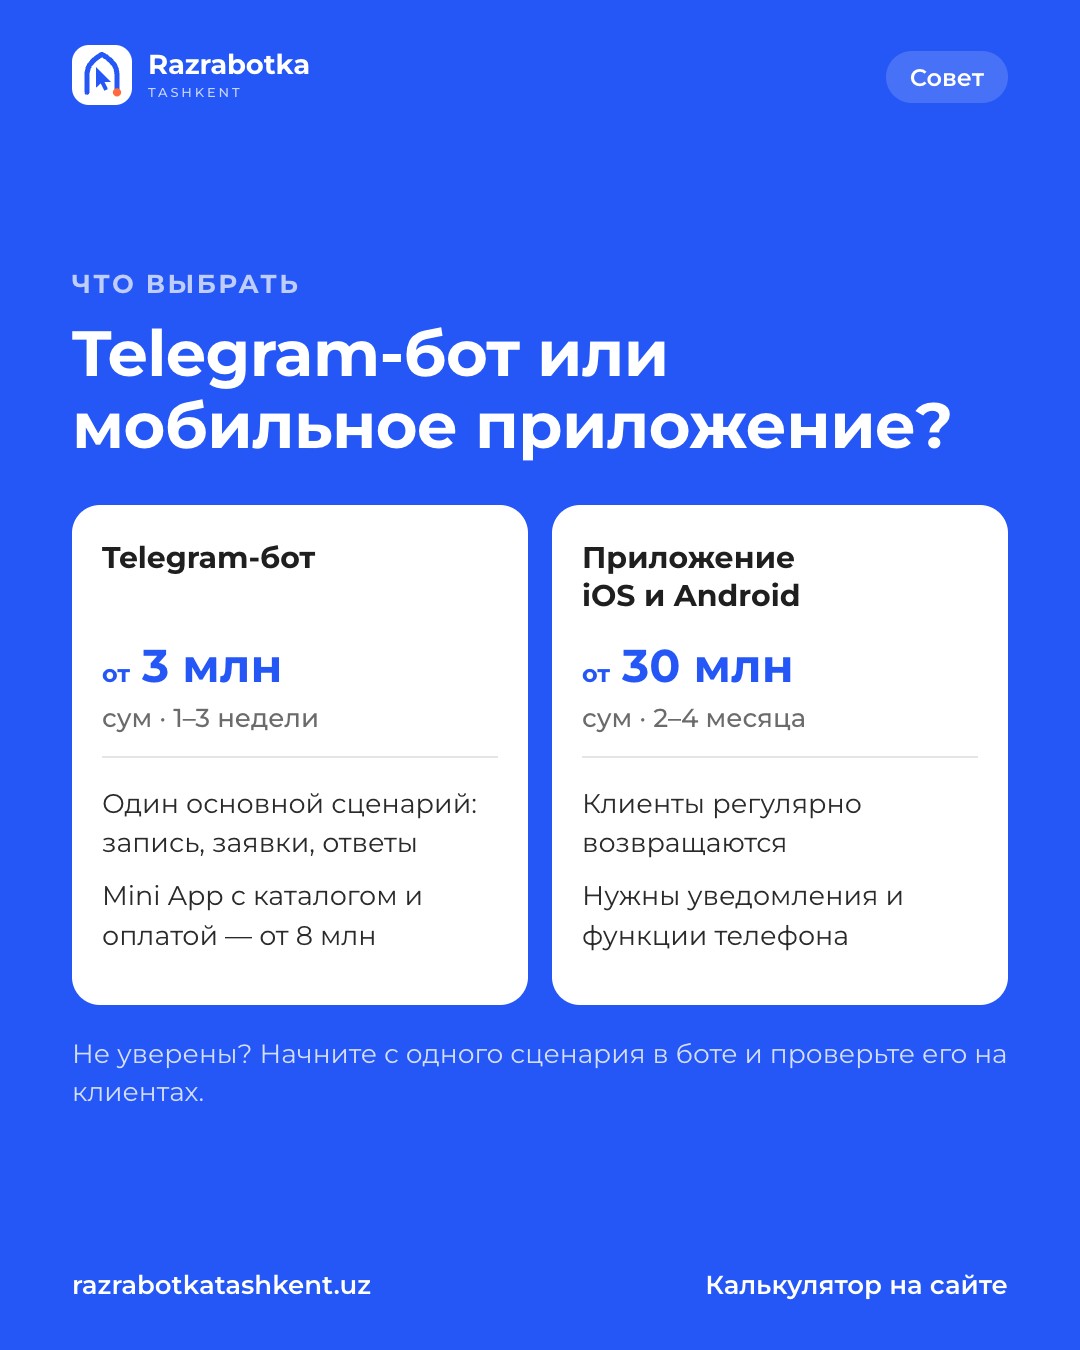 Razrabotka
TASHKENT
Совет
ЧТО ВЫБРАТЬ
Telegram-бот или
мобильное приложение?
Telegram-бот
от 3 млн
сум · 1–3 недели
Один основной сценарий:
запись, заявки, ответы
Mini App с каталогом и
оплатой — от 8 млн
Приложение
iOS и Android
от 30 млн
сум · 2–4 месяца
Клиенты регулярно
возвращаются
Нужны уведомления и
функции телефона
Не уверены? Начните с одного сценария в боте и проверьте его на
клиентах.
razrabotkatashkent.uz
Калькулятор на сайте